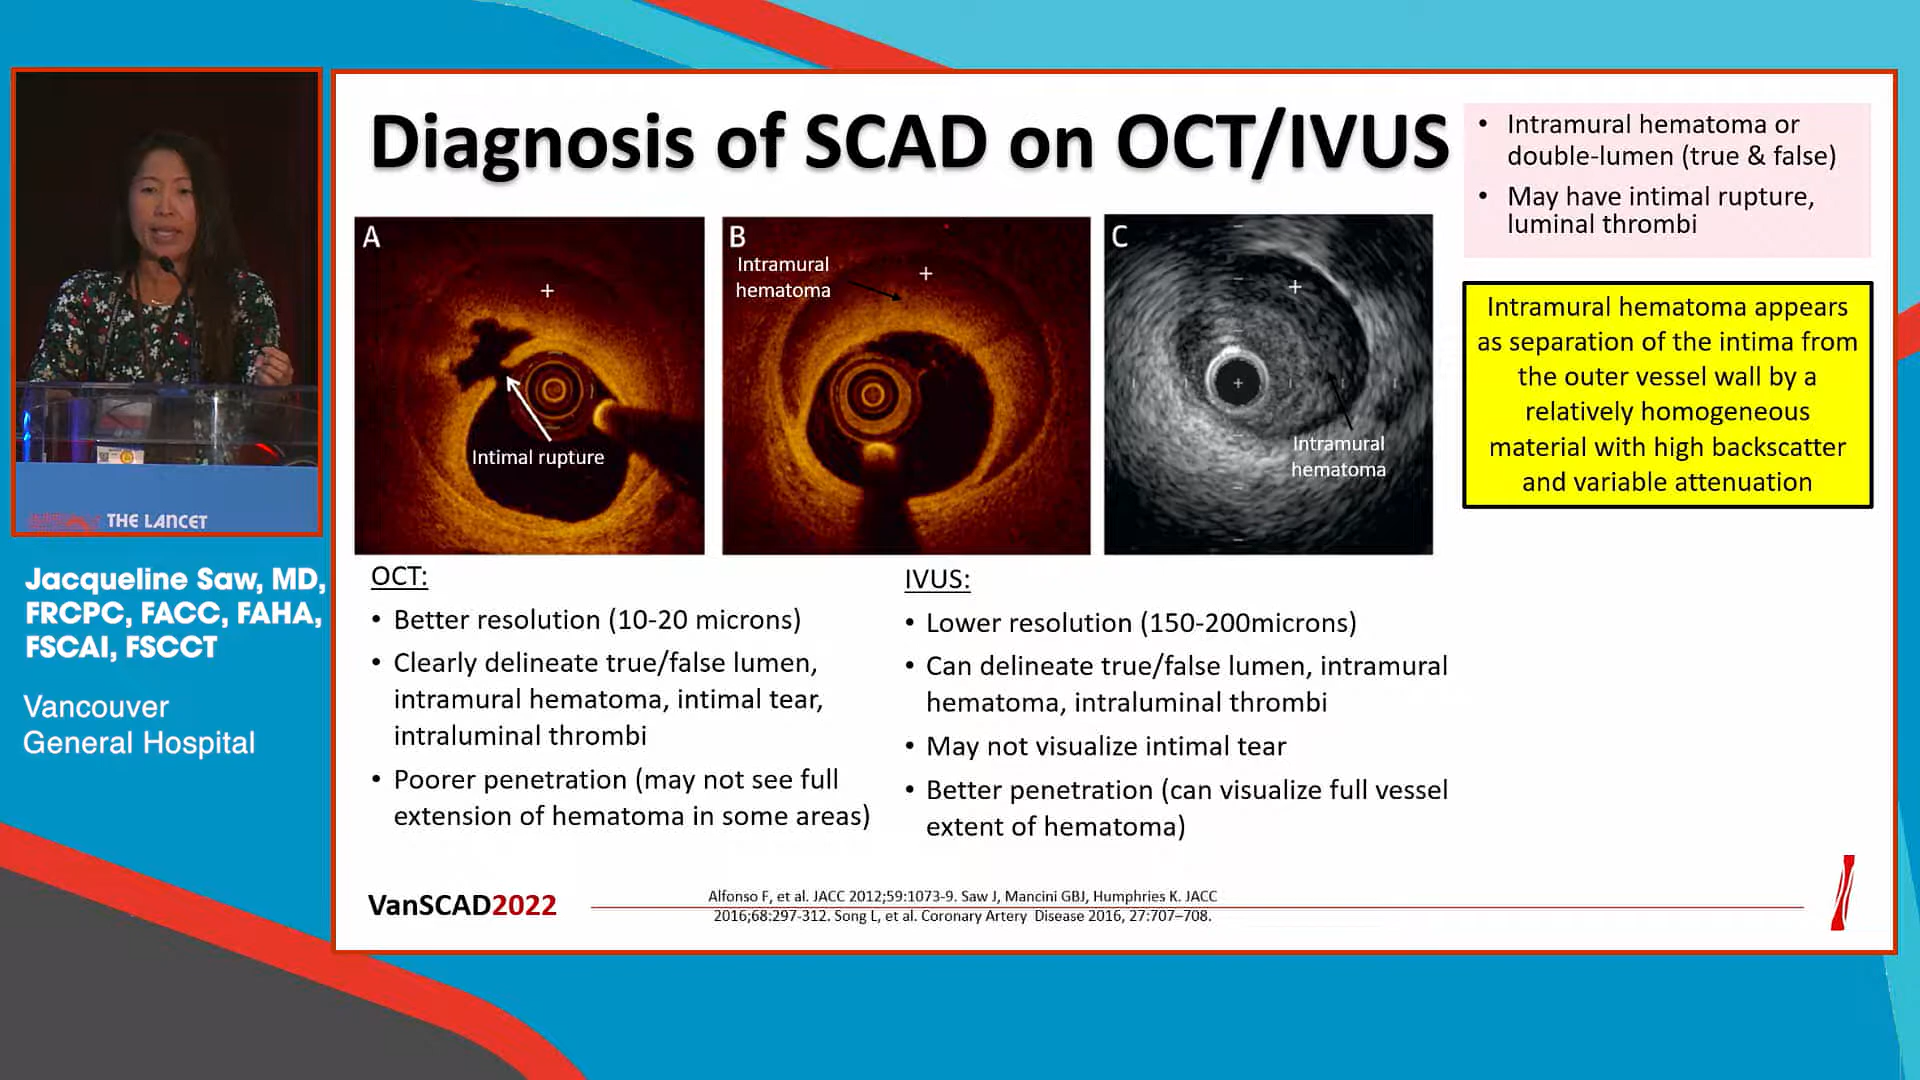 Diagnosis of SCAD on OCT/IVUS
• Intramural hematoma or
double-lumen (true & false)
• May have intimal rupture,
luminal thrombi
A
Intimal rupture
B
Intramural
hematoma
C
Intramural
hematoma
Intramural hematoma appears
as separation of the intima from
the outer vessel wall by a
relatively homogeneous
material with high backscatter
and variable attenuation
THE LANCET
Jacqueline Saw, MD,
FRCPC, FACC, FAHA,
FSCAI, FSCCT
Vancouver
General Hospital
OCT:
• Better resolution (10-20 microns)
• Clearly delineate true/false lumen,
intramural hematoma, intimal tear,
intraluminal thrombi
• Poorer penetration (may not see full
extension of hematoma in some areas)
IVUS:
• Lower resolution (150-200microns)
• Can delineate true/false lumen, intramural
hematoma, intraluminal thrombi
• May not visualize intimal tear
• Better penetration (can visualize full vessel
extent of hematoma)
VanSCAD2022
Alfonso F, et al. JACC 2012;59:1073-9. Saw J, Mancini GBJ, Humphries K. JACC
2016;68:297-312. Song L, et al. Coronary Artery Disease 2016, 27:707–708.